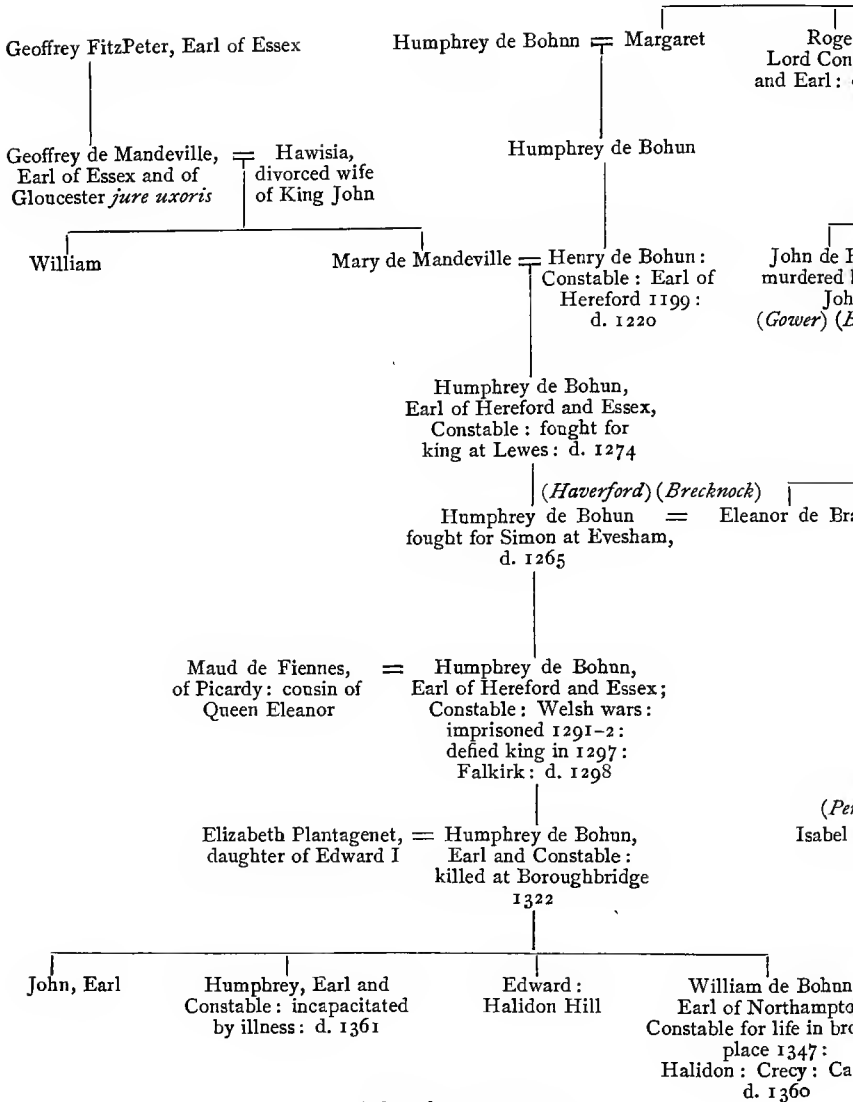 Geoffrey FitzPeter, Earl of Essex
Humphrey de Bohnn = Margaret
Roge
Lord Con
and Earl:
Geoffrey de Mandeville,
Earl of Essex and of
Gloucester jure uxoris
= Hawisia,
divorced wife
of King John
Humphrey de Bohun
William
Mary de Mandeville = Henry de Bohun:
Constable: Earl of
Hereford 1199:
d. 1220
John de
murdered
Joh
(Gower)
Humphrey de Bohun,
Earl of Hereford and Essex,
Constable: fought for
king at Lewes: d. 1274
(Haverford) (Brecknock)
Humphrey de Bohun = Eleanor de Bra
fought for Simon at Evesham,
d. 1265
Maud de Fiennes,
of Picardy: cousin of
Queen Eleanor
= Humphrey de Bohnn,
Earl of Hereford and Essex;
Constable: Welsh wars:
imprisoned 1291-2:
defied king in 1297:
Falkirk: d. 1298
(Per
Isabel
Elizabeth Plantagenet,
daughter of Edward I
= Humphrey de Bohun,
Earl and Constable:
killed at Boroughbridge
1322
John, Earl
Humphrey, Earl and
Constable: incapacitated
by illness: d. 1361
Edward:
Halidon Hill
William de Bohnn
Earl of Northampto
Constable for life in bro
place 1347:
Halidon: Crecy: Ca
d. 1360